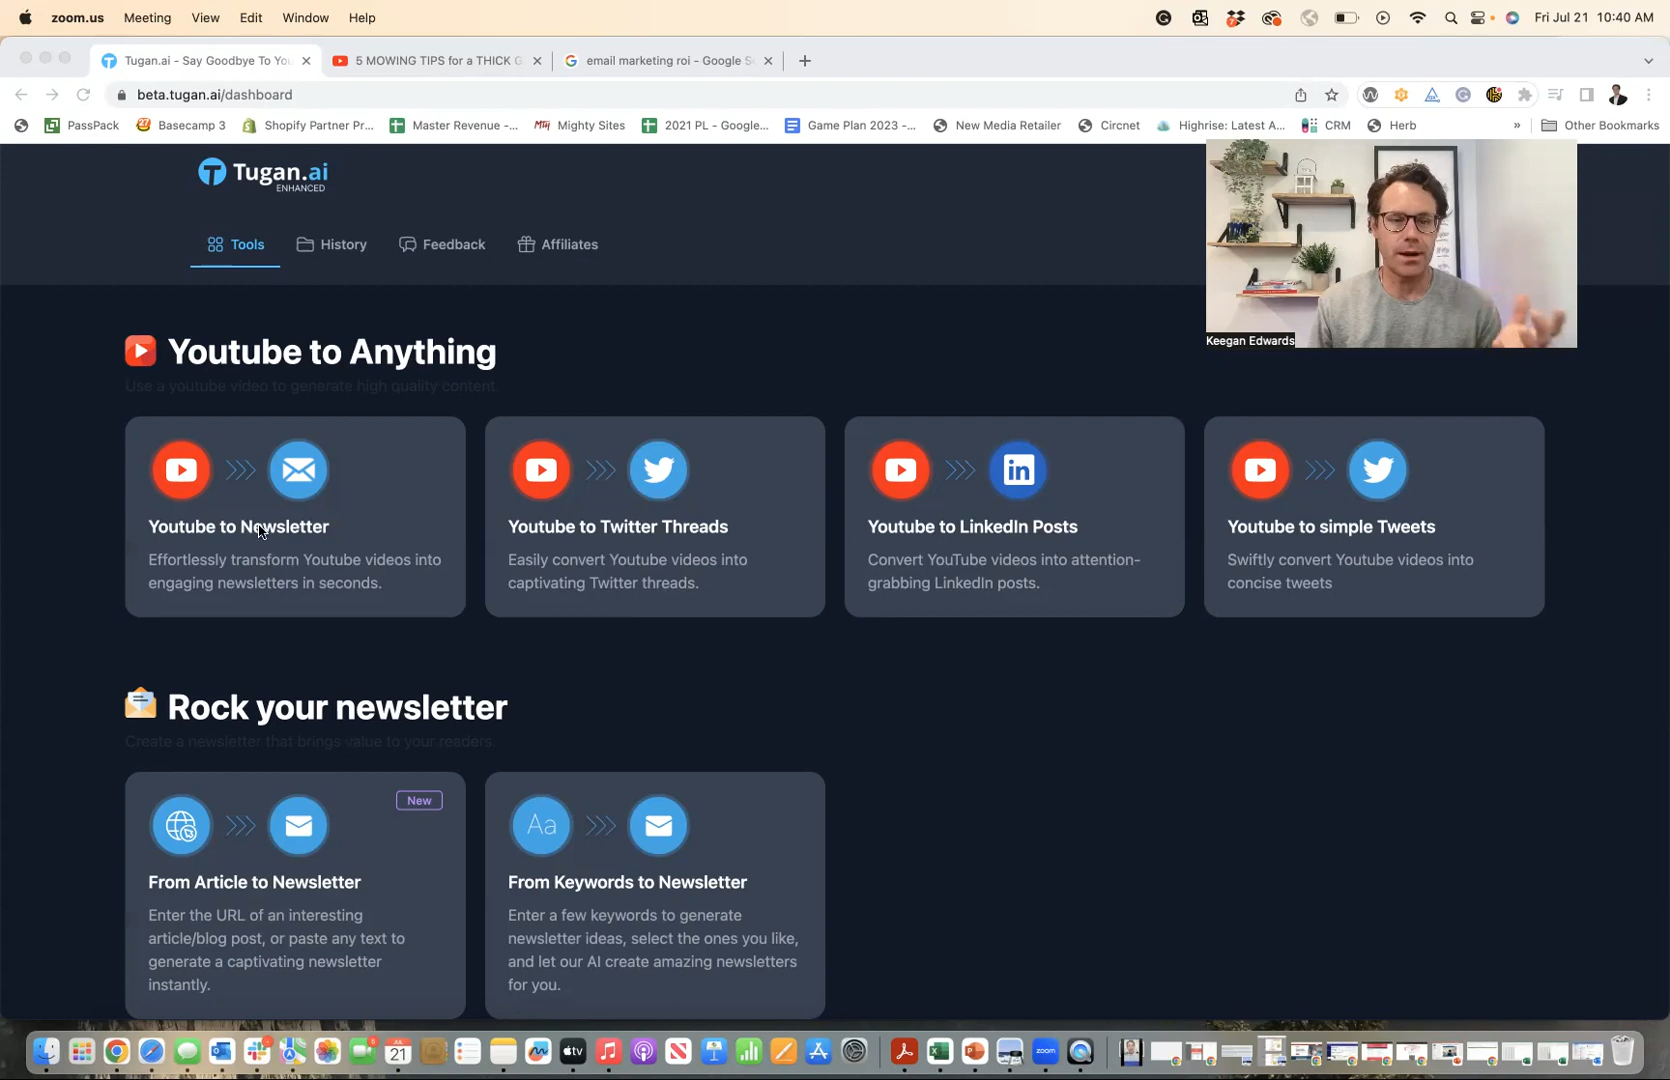 zoom.us Meeting View Edit Window Help Fri Jul 21 10:40 AM
Tugan.ai - Say Goodbye To You 5 MOWING TIPS for a THICK G email marketing roi - Google Se
beta.tugan.ai/dashboard
PassPack Basecamp 3 Shopify Partner Pr... Master Revenue -... Mighty Sites 2021 PL - Google... Game Plan 2023 -... New Media Retailer Circnet Highrise: Latest A... CRM Herb » Other Bookmarks
Tugan.ai
ENHANCED
Tools History Feedback Affiliates
Keegan Edwards
Youtube to Anything
Use a youtube video to generate high quality content.
Youtube to Newsletter
Effortlessly transform Youtube videos into
engaging newsletters in seconds.
Youtube to Twitter Threads
Easily convert Youtube videos into
captivating Twitter threads.
Youtube to LinkedIn Posts
Convert YouTube videos into attention-
grabbing LinkedIn posts.
Youtube to simple Tweets
Swiftly convert Youtube videos into
concise tweets
Rock your newsletter
Create a newsletter that brings value to your readers.
New
From Article to Newsletter
Enter the URL of an interesting
article/blog post, or paste any text to
generate a captivating newsletter
instantly.
Aa
From Keywords to Newsletter
Enter a few keywords to generate
newsletter ideas, select the ones you like,
and let our AI create amazing newsletters
for you.
21
tv
zoom